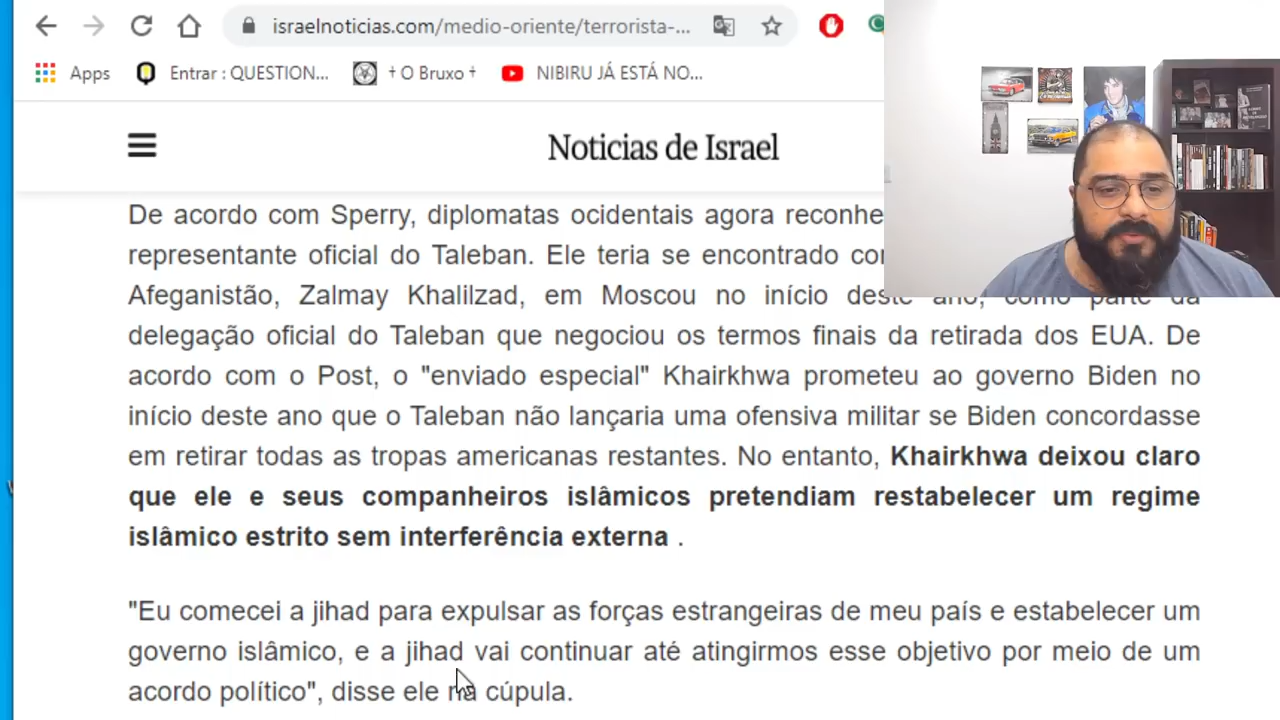 israelnoticias.com/medio-oriente/terrorista-...
Apps Entrar : QUESTION... † O Bruxo † NIBIRU JÁ ESTÁ NO...
Noticias de Israel
De acordo com Sperry, diplomatas ocidentais agora
representante oficial do Taleban. Ele teria se encontrado
Afeganistão, Zalmay Khalilzad, em Moscou no início deste ano, como parte da
delegação oficial do Taleban que negociou os termos finais da retirada dos EUA. De
acordo com o Post, o "enviado especial" Khairkhwa prometeu ao governo Biden no
início deste ano que o Taleban não lançaria uma ofensiva militar se Biden concordasse
em retirar todas as tropas americanas restantes. No entanto, Khairkhwa deixou claro
que ele e seus companheiros islâmicos pretendiam restabelecer um regime
islâmico estrito sem interferência externa .
"Eu comecei a jihad para expulsar as forças estrangeiras de meu país e estabelecer um
governo islâmico, e a jihad vai continuar até atingirmos esse objetivo por meio de um
acordo político", disse ele na cúpula.